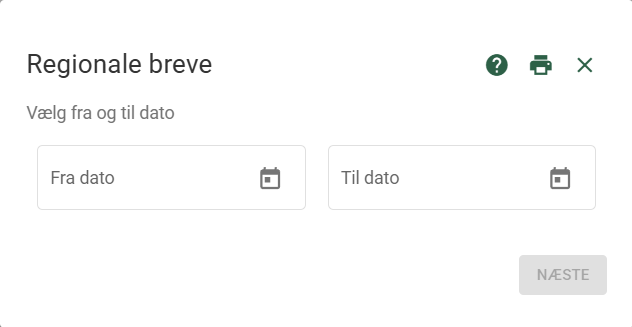 Regionale breve
Vælg fra og til dato
Fra dato
Til dato
NÆSTE